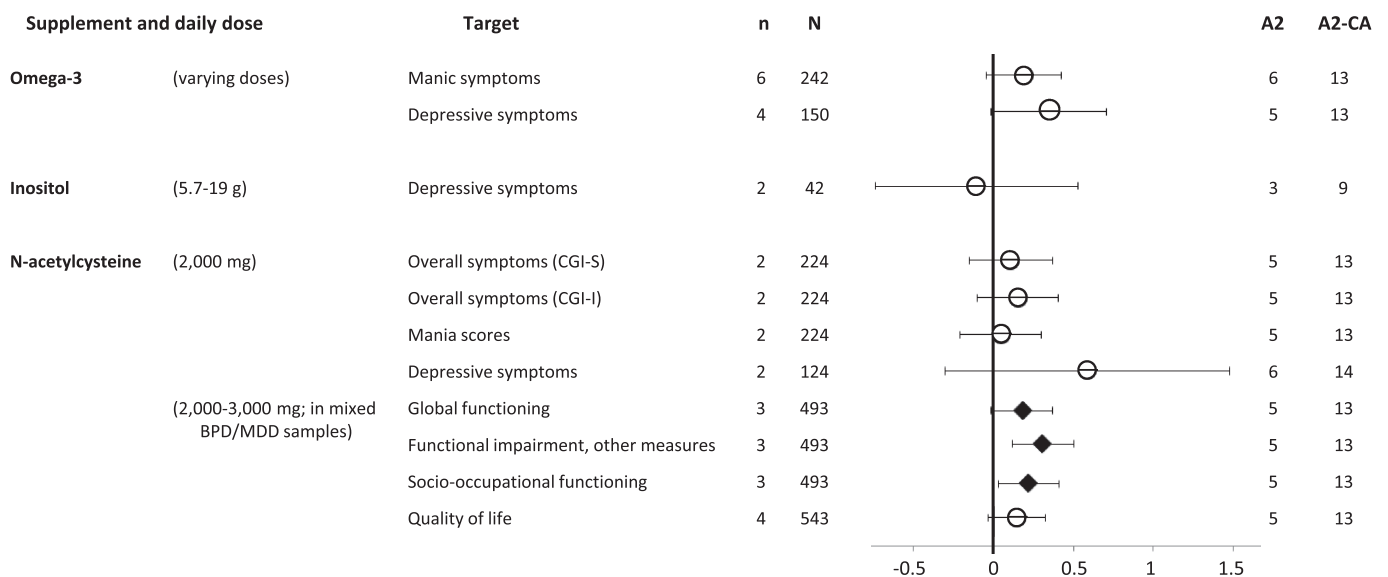 Supplement and daily dose Target n N A2 A2-CA
Omega-3 (varying doses) Manic symptoms 6 242 6 13
Depressive symptoms 4 150 5 13
Inositol (5.7-19 g) Depressive symptoms 2 42 3 9
N-acetylcysteine (2,000 mg) Overall symptoms (CGI-S) 2 224 5 13
Overall symptoms (CGI-I) 2 224 5 13
Mania scores 2 224 5 13
Depressive symptoms 2 124 6 14
(2,000-3,000 mg; in mixed Global functioning 3 493 5 13
BPD/MDD samples)
Functional impairment, other measures 3 493 5 13
Socio-occupational functioning 3 493 5 13
Quality of life 4 543 5 13
-0.5 0 0.5 1 1.5